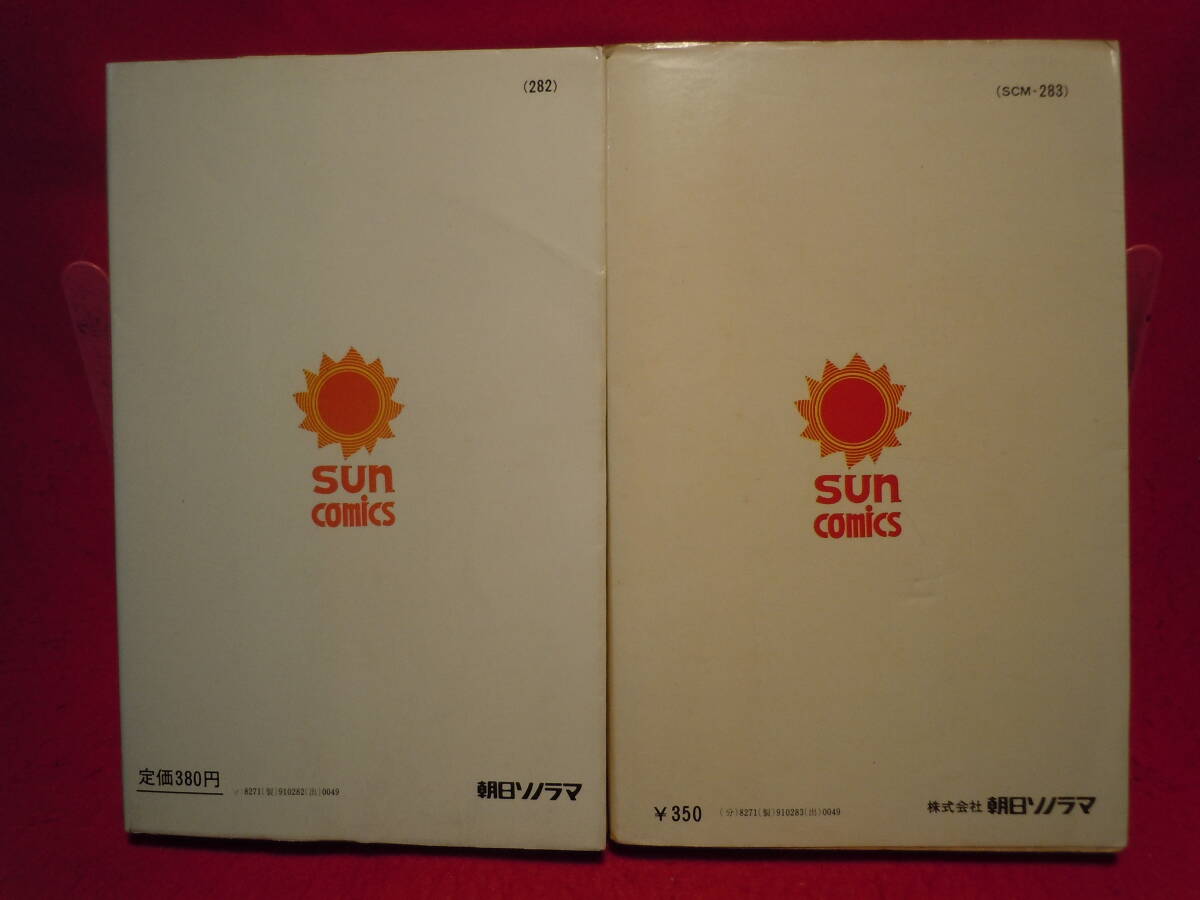 (282)
sun
comics
定価380円
(分)8271(製)910282(出)0049
朝日ソノラマ
(SCM-283)
sun
comics
￥350
(分)8271(製)910283(出)0049
株式会社 朝日ソノラマ